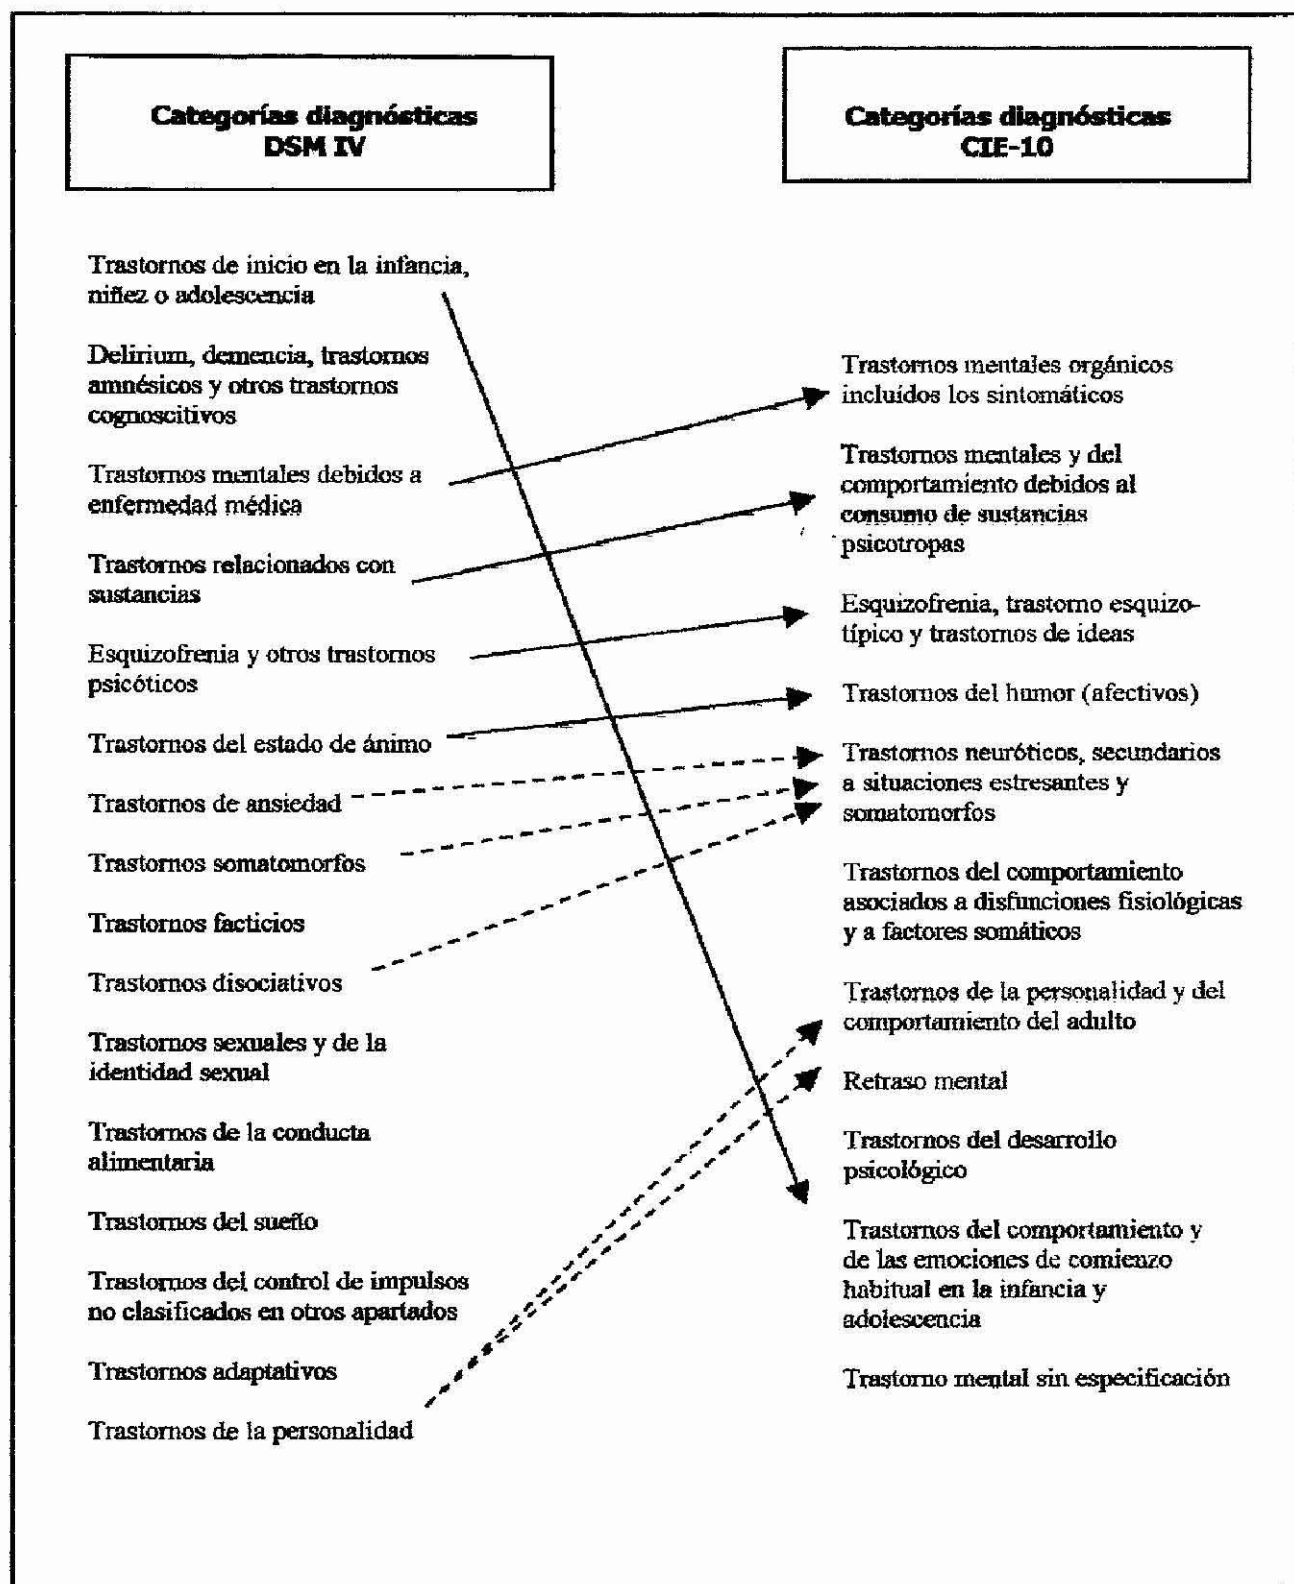 Categorías diagnósticas
DSM IV
Categorías diagnósticas
CIE-10
Trastornos de inicio en la infancia,
niñez o adolescencia
Delirium, demencia, trastornos
amnésicos y otros trastornos
cognoscitivos
Trastornos mentales debidos a
enfermedad médica
Trastornos relacionados con
sustancias
Esquizofrenia y otros trastornos
psicóticos
Trastornos del estado de ánimo
Trastornos de ansiedad
Trastornos somatomorfos
Trastornos facticios
Trastornos disociativos
Trastornos sexuales y de la
identidad sexual
Trastornos de la conducta
alimentaria
Trastornos del sueño
Trastornos del control de impulsos
no clasificados en otros apartados
Trastornos adaptativos
Trastornos de la personalidad
Trastornos mentales orgánicos
incluídos los sintomáticos
Trastornos mentales y del
comportamiento debidos al
consumo de sustancias
psicotropas
Esquizofrenia, trastorno esquizo-
típico y trastornos de ideas
Trastornos del humor (afectivos)
Trastornos neuróticos, secundarios
a situaciones estresantes y
somatomorfos
Trastornos del comportamiento
asociados a disfunciones fisiológicas
y a factores somáticos
Trastornos de la personalidad y del
comportamiento del adulto
Retraso mental
Trastornos del desarrollo
psicológico
Trastornos del comportamiento y
de las emociones de comienzo
habitual en la infancia y
adolescencia
Trastorno mental sin especificación